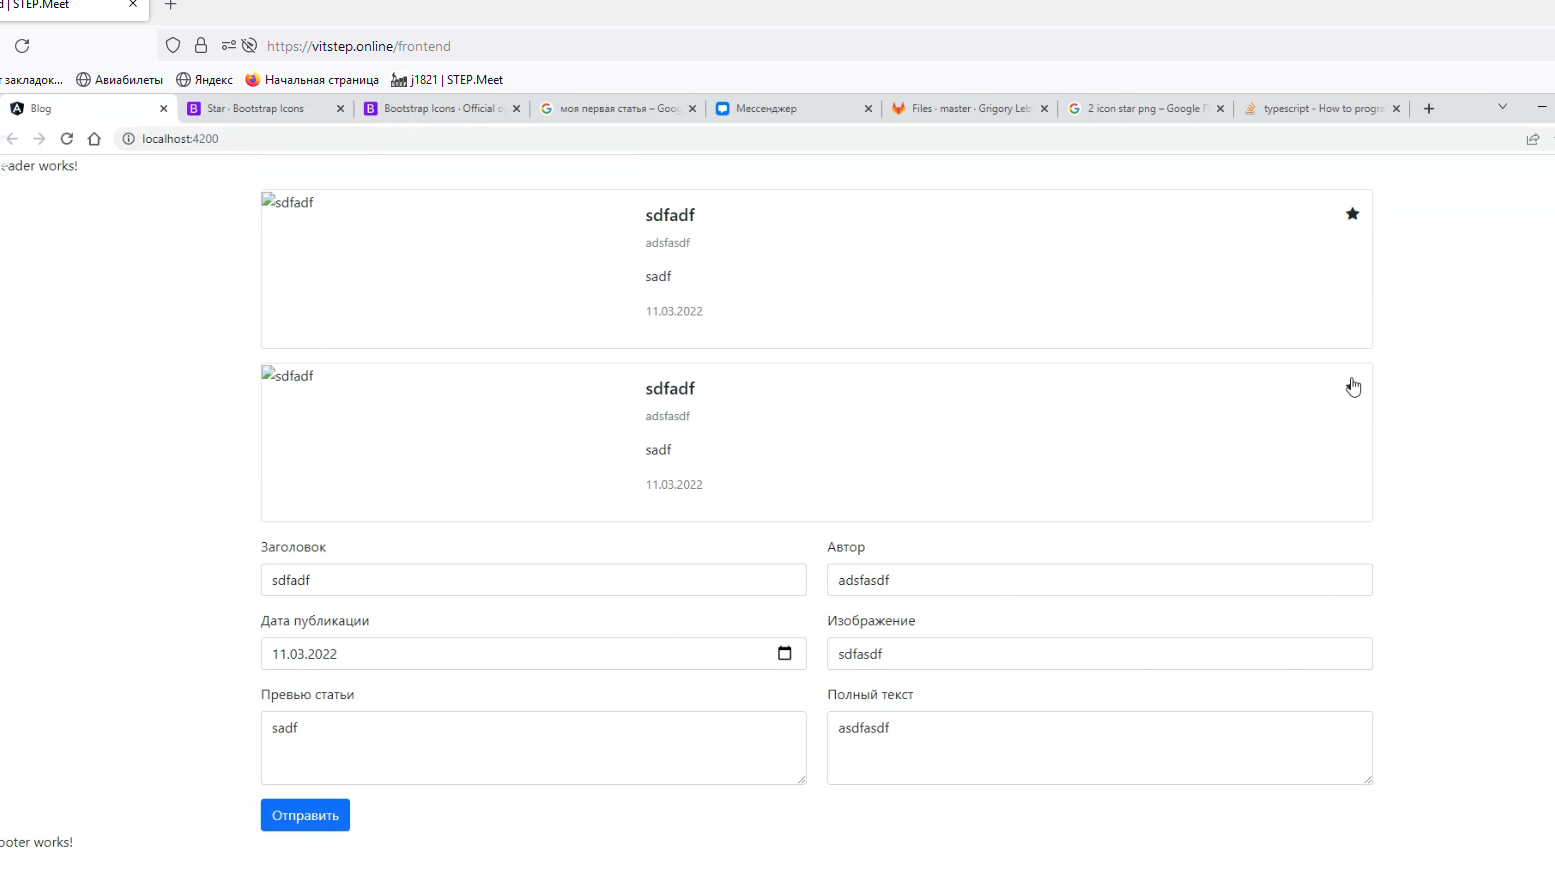 | STEP.Meet
https://vitstep.online/frontend
закладок... Авиабилеты Яндекс Начальная страница j1821 | STEP.Meet
Blog Star · Bootstrap Icons Bootstrap Icons · Official моя первая статья – Goo Мессенджер Files · master · Grigory Leb 2 icon star png – Google typescript - How to progra
localhost:4200
eader works!
sdfadf sdfadf
adsfasdf
sadf
11.03.2022
sdfadf sdfadf
adsfasdf
sadf
11.03.2022
Заголовок Автор
sdfadf adsfasdf
Дата публикации Изображение
11.03.2022 sdfasdf
Превью статьи Полный текст
sadf asdfasdf
Отправить
ooter works!